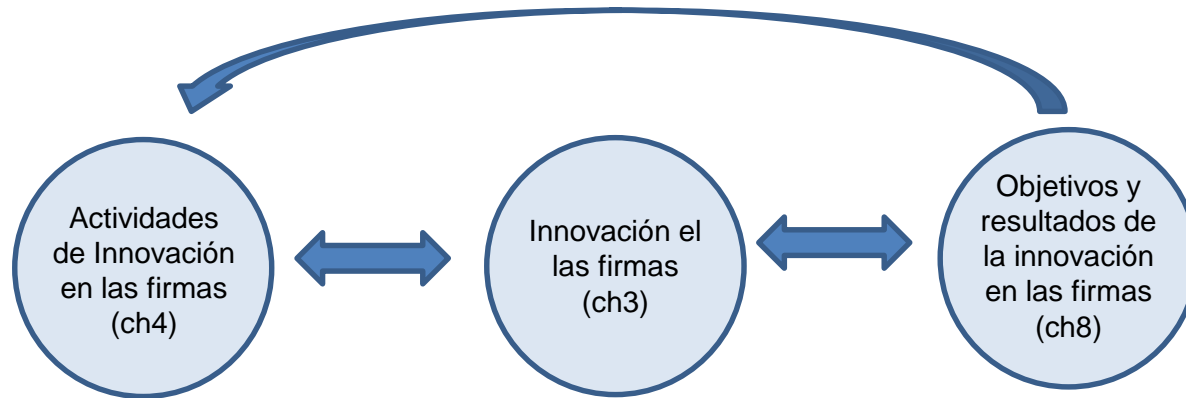 Actividades
de Innovación
en las firmas
(ch4)
Innovación el
las firmas
(ch3)
Objetivos y
resultados de
la innovación
en las firmas
(ch8)